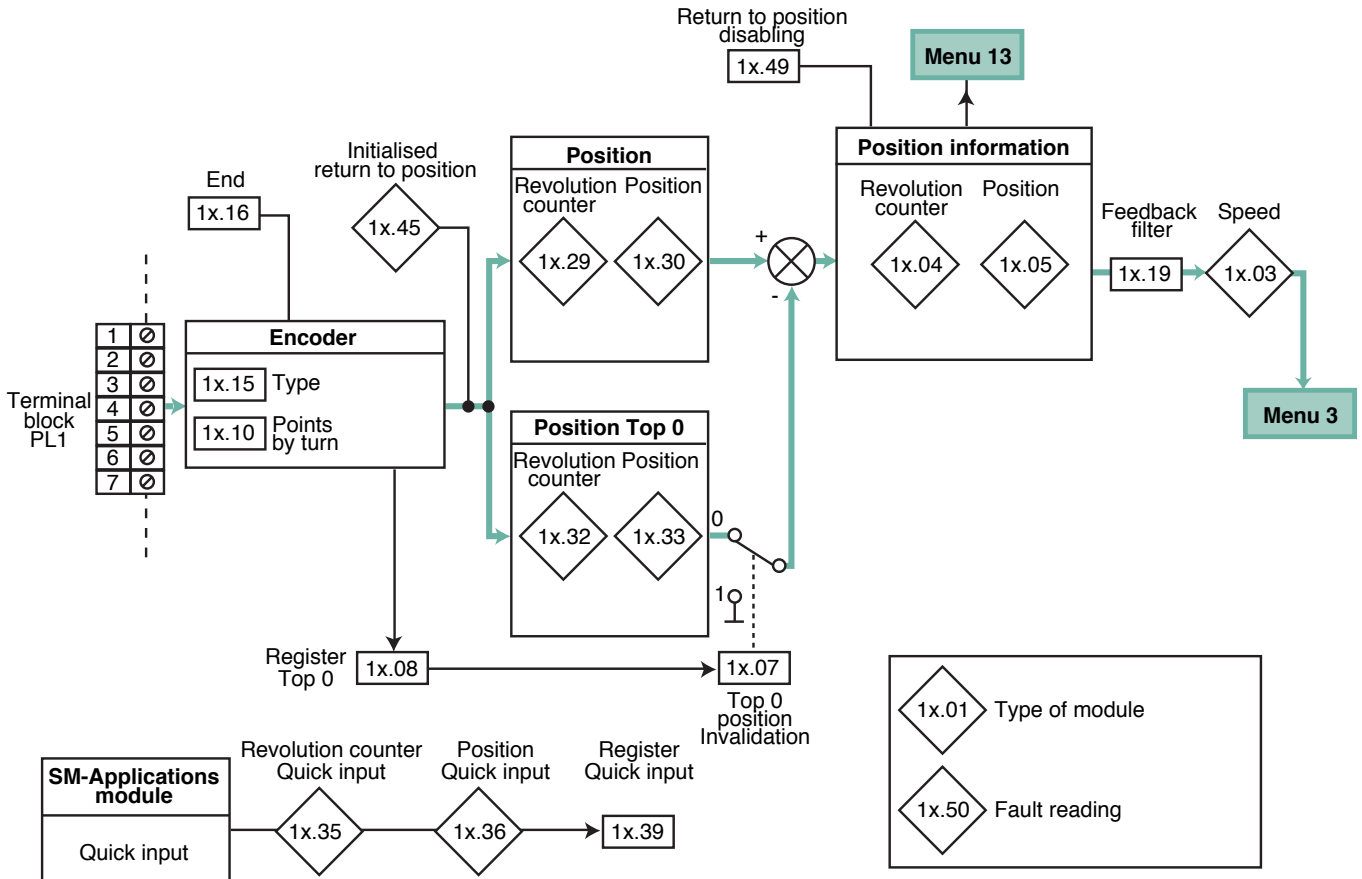 Return to position
disabling
1x.49
Menu 13
Initialised
return to position
1x.45
End
1x.16
Position
Revolution
counter
Position
1x.29
1x.30
+
-
Position information
Revolution
counter
Position
1x.04
1x.05
Feedback
filter
1x.19
Speed
1x.03
Menu 3
Terminal
block
PL1
1
2
3
4
5
6
7
Encoder
1x.15
Type
1x.10
Points
by turn
Position Top 0
Revolution
counter
Position
1x.32
1x.33
0
1
Register
Top 0
1x.08
1x.07
Top 0
position
Invalidation
SM-Applications
module
Quick input
Revolution counter
Quick input
1x.35
Position
Quick input
1x.36
Register
Quick input
1x.39
1x.01
Type of module
1x.50
Fault reading